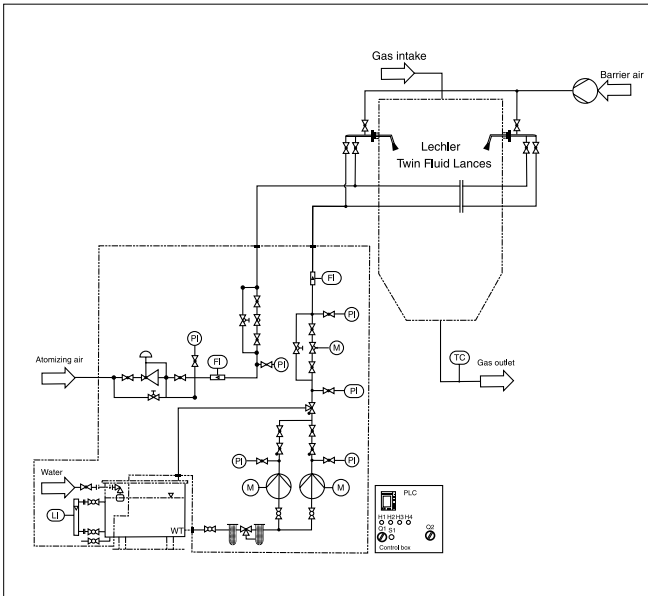 Gas intake
Barrier air
Lechler
Twin Fluid Lances
FI
PI
PI
M
FI
PI
Atomizing air
TC
Gas outlet
PI
Water
PI
PI
M
M
LI
WT
PLC
H1 H2 H3 H4
Q1 S1
Q2
Control box